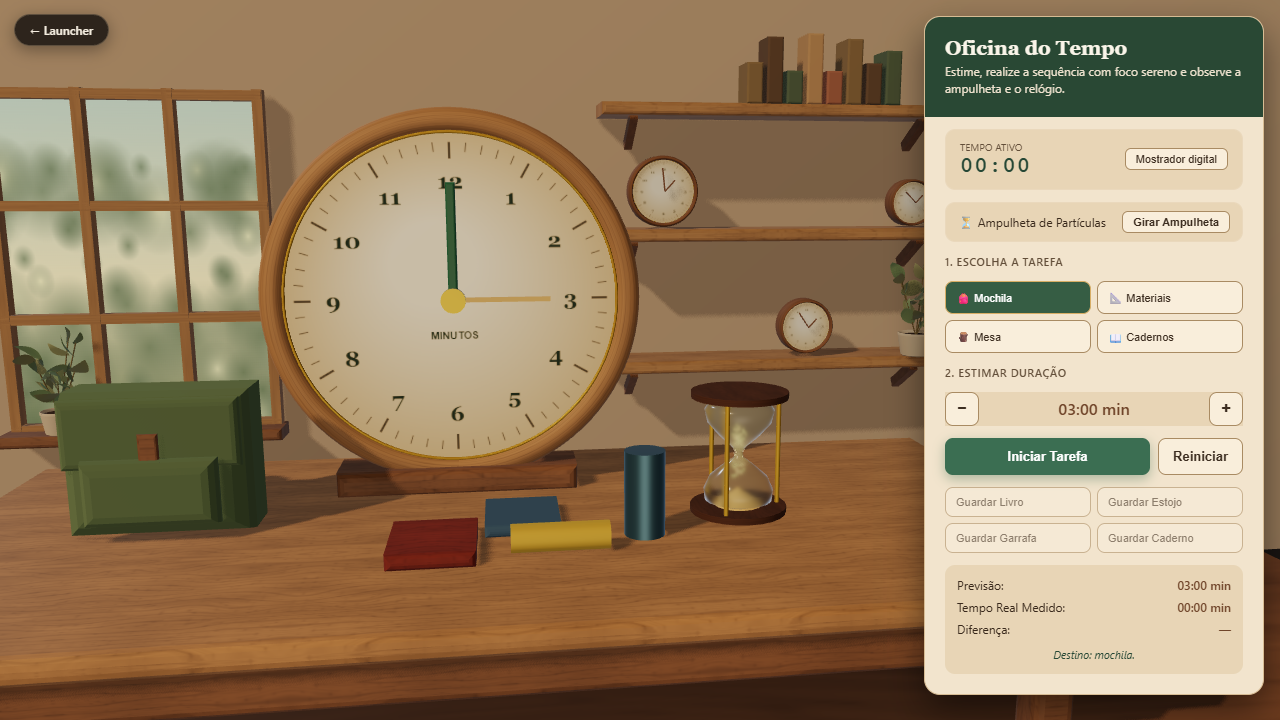 ← Launcher
12
11
1
10
2
9
3
MINUTOS
8
4
7
5
6
Oficina do Tempo
Estime, realize a sequência com foco sereno e observe a
ampulheta e o relógio.
TEMPO ATIVO
00:00
Mostrador digital
Ampulheta de Partículas
Girar Ampulheta
1. ESCOLHA A TAREFA
Mochila
Materiais
Mesa
Cadernos
2. ESTIMAR DURAÇÃO
− 03:00 min +
Iniciar Tarefa
Reiniciar
Guardar Livro
Guardar Estojo
Guardar Garrafa
Guardar Caderno
Previsão: 03:00 min
Tempo Real Medido: 00:00 min
Diferença: —
Destino: mochila.